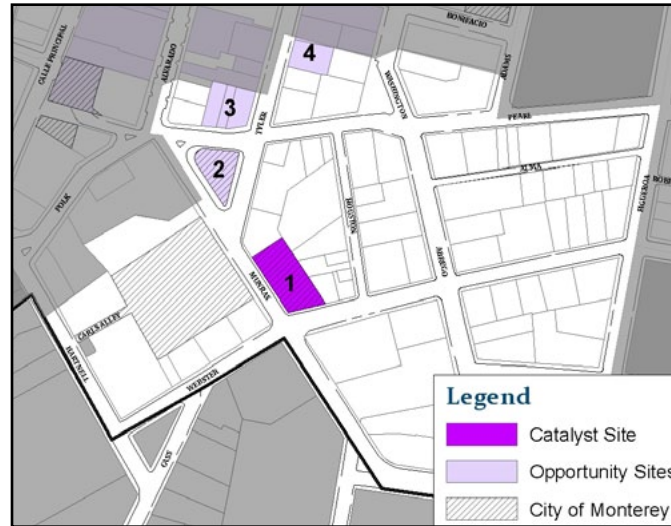 BONIFACIO
CALLE PRINCIPAL
ALVARADO
4
WASHINGTON
ADAMS
3
TYLER
PEARL
2
ALMA
POLK
HOUSTON
FIGUEROA
ABREGO
1
MUNRAS
CARL'S ALLEY
HARTNELL
WEBSTER
CASS
Legend
Catalyst Site
Opportunity Sites
City of Monterey